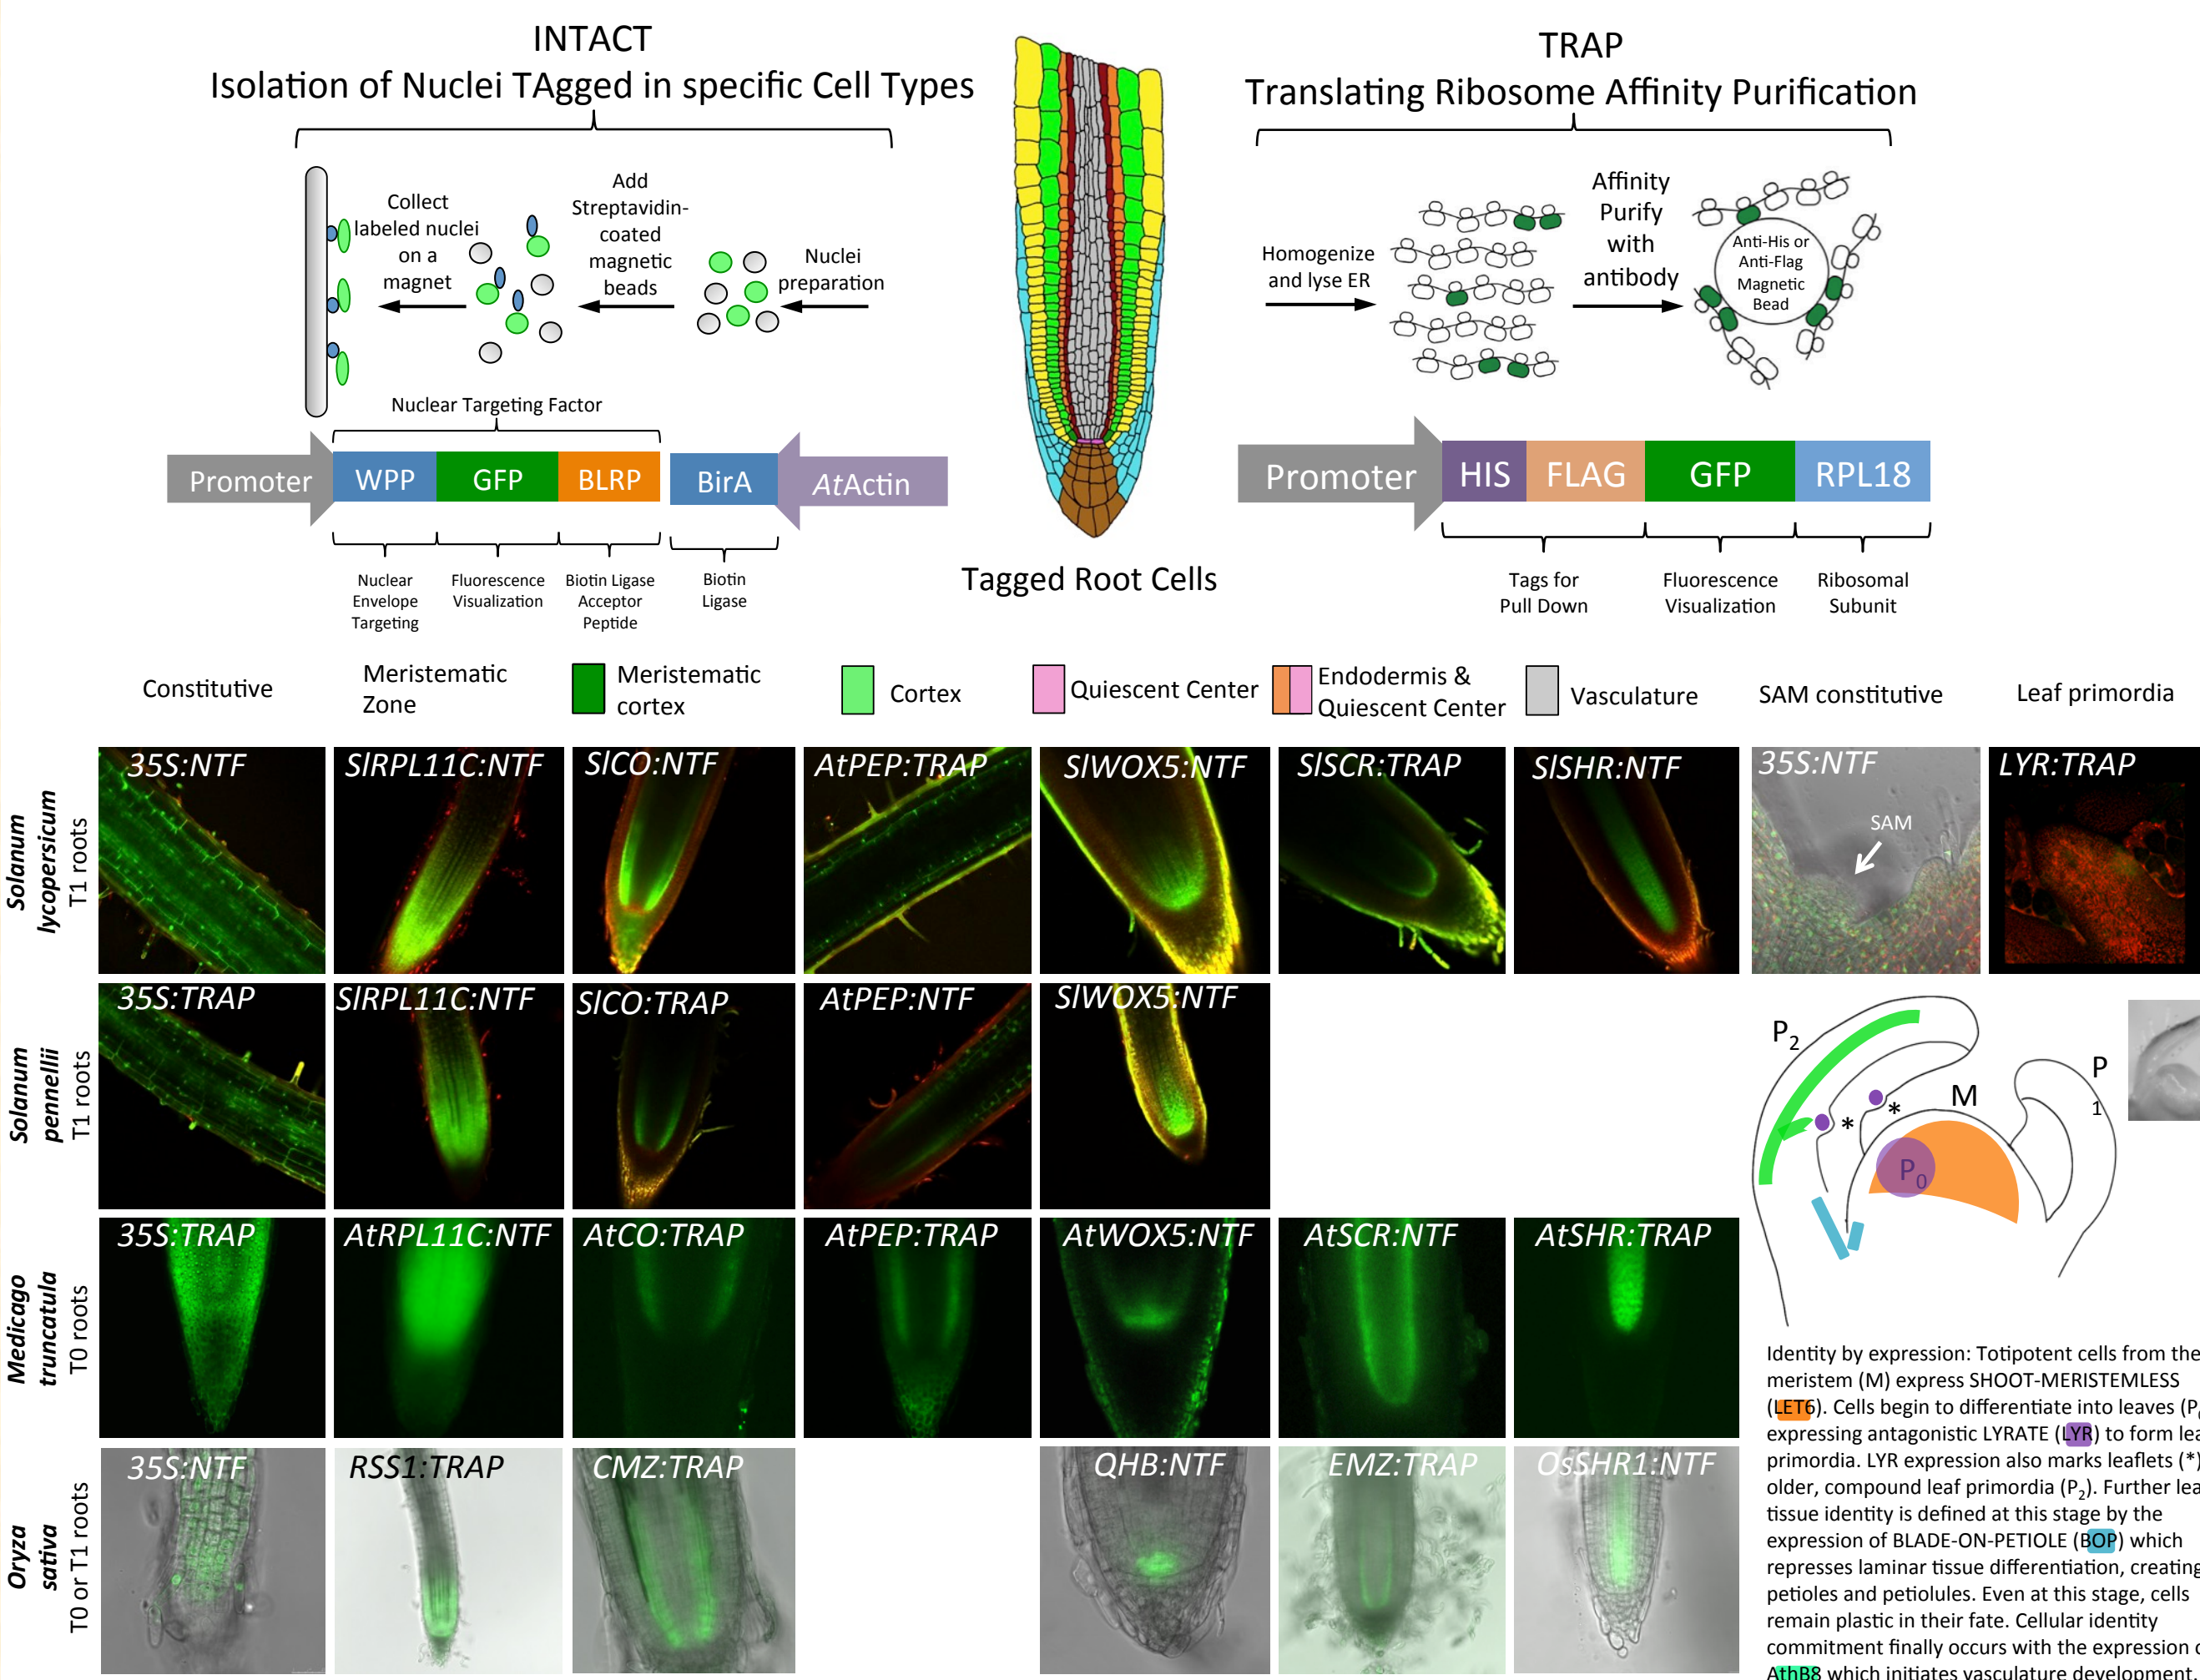 INTACT
Isolation of Nuclei TAgged in specific Cell Types
Collect
labeled nuclei
on a
magnet
Add
Streptavidin-
coated
magnetic
beads
Nuclei
preparation
Nuclear Targeting Factor
Promoter
WPP
GFP
BLRP
BirA
AtActin
Nuclear
Envelope
Targeting
Fluorescence
Visualization
Biotin Ligase
Acceptor
Peptide
Biotin
Ligase
Tagged Root Cells
TRAP
Translating Ribosome Affinity Purification
Homogenize
and lyse ER
Affinity
Purify
with
antibody
Anti-His or
Anti-Flag
Magnetic
Bead
Promoter
HIS
FLAG
GFP
RPL18
Tags for
Pull Down
Fluorescence
Visualization
Ribosomal
Subunit
Constitutive
Meristematic
Zone
Meristematic
cortex
Cortex
Quiescent Center
Endodermis &
Quiescent Center
Vasculature
SAM constitutive
Leaf primordia
Solanum
lycopersicum
T1 roots
35S:NTF
SlRPL11C:NTF
SlCO:NTF
AtPEP:TRAP
SlWOX5:NTF
SlSCR:TRAP
SlSHR:NTF
35S:NTF
SAM
LYR:TRAP
Solanum
pennellii
T1 roots
35S:TRAP
SlRPL11C:NTF
SlCO:TRAP
AtPEP:NTF
SlWOX5:NTF
P2
M
P
1
*
*
P0
Medicago
truncatula
T0 roots
35S:TRAP
AtRPL11C:NTF
AtCO:TRAP
AtPEP:TRAP
AtWOX5:NTF
AtSCR:NTF
AtSHR:TRAP
Oryza
sativa
T0 or T1 roots
35S:NTF
RSS1:TRAP
CMZ:TRAP
QHB:NTF
EMZ:TRAP
OsSHR1:NTF
Identity by expression: Totipotent cells from the
meristem (M) express SHOOT-MERISTEMLESS
(LET6). Cells begin to differentiate into leaves (P
expressing antagonistic LYRATE (LYR) to form
primordia. LYR expression also marks leaflets (*)
older, compound leaf primordia (P2). Further
tissue identity is defined at this stage by the
expression of BLADE-ON-PETIOLE (BOP) which
represses laminar tissue differentiation, creating
petioles and petiolules. Even at this stage, cells
remain plastic in their fate. Cellular identity
commitment finally occurs with the expression
AthB8 which initiates vasculature development.